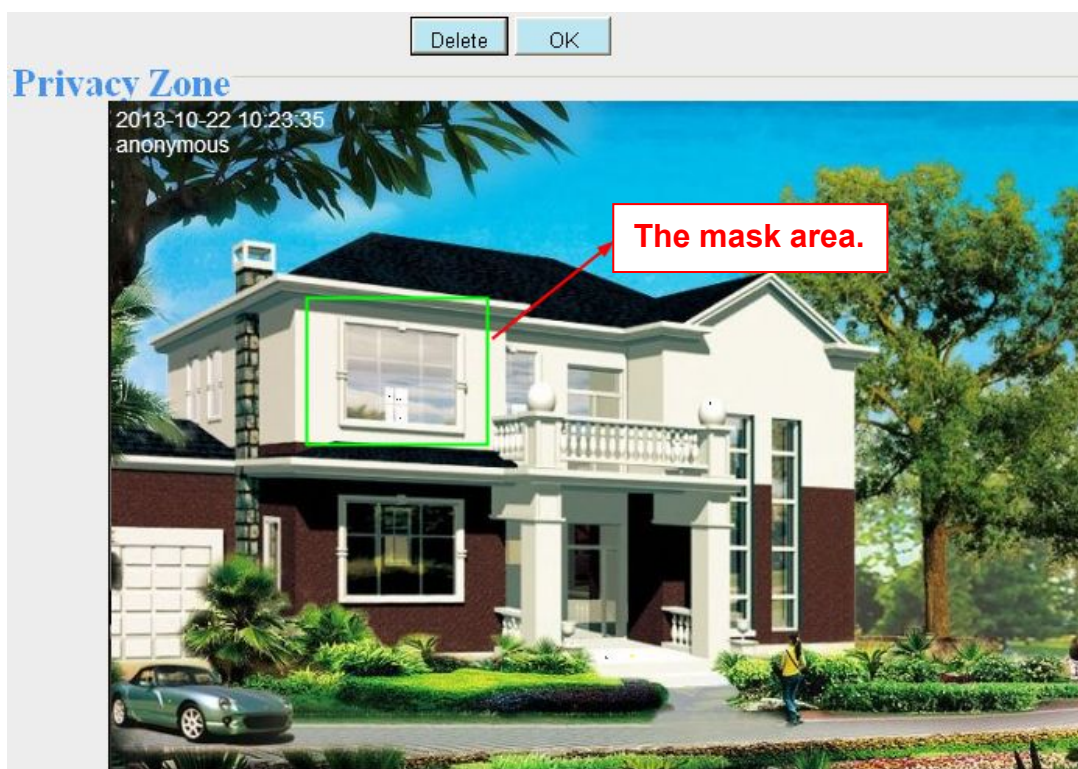 Delete
OK
Privacy Zone
2013-10-22 10:23:35
anonymous
The mask area.